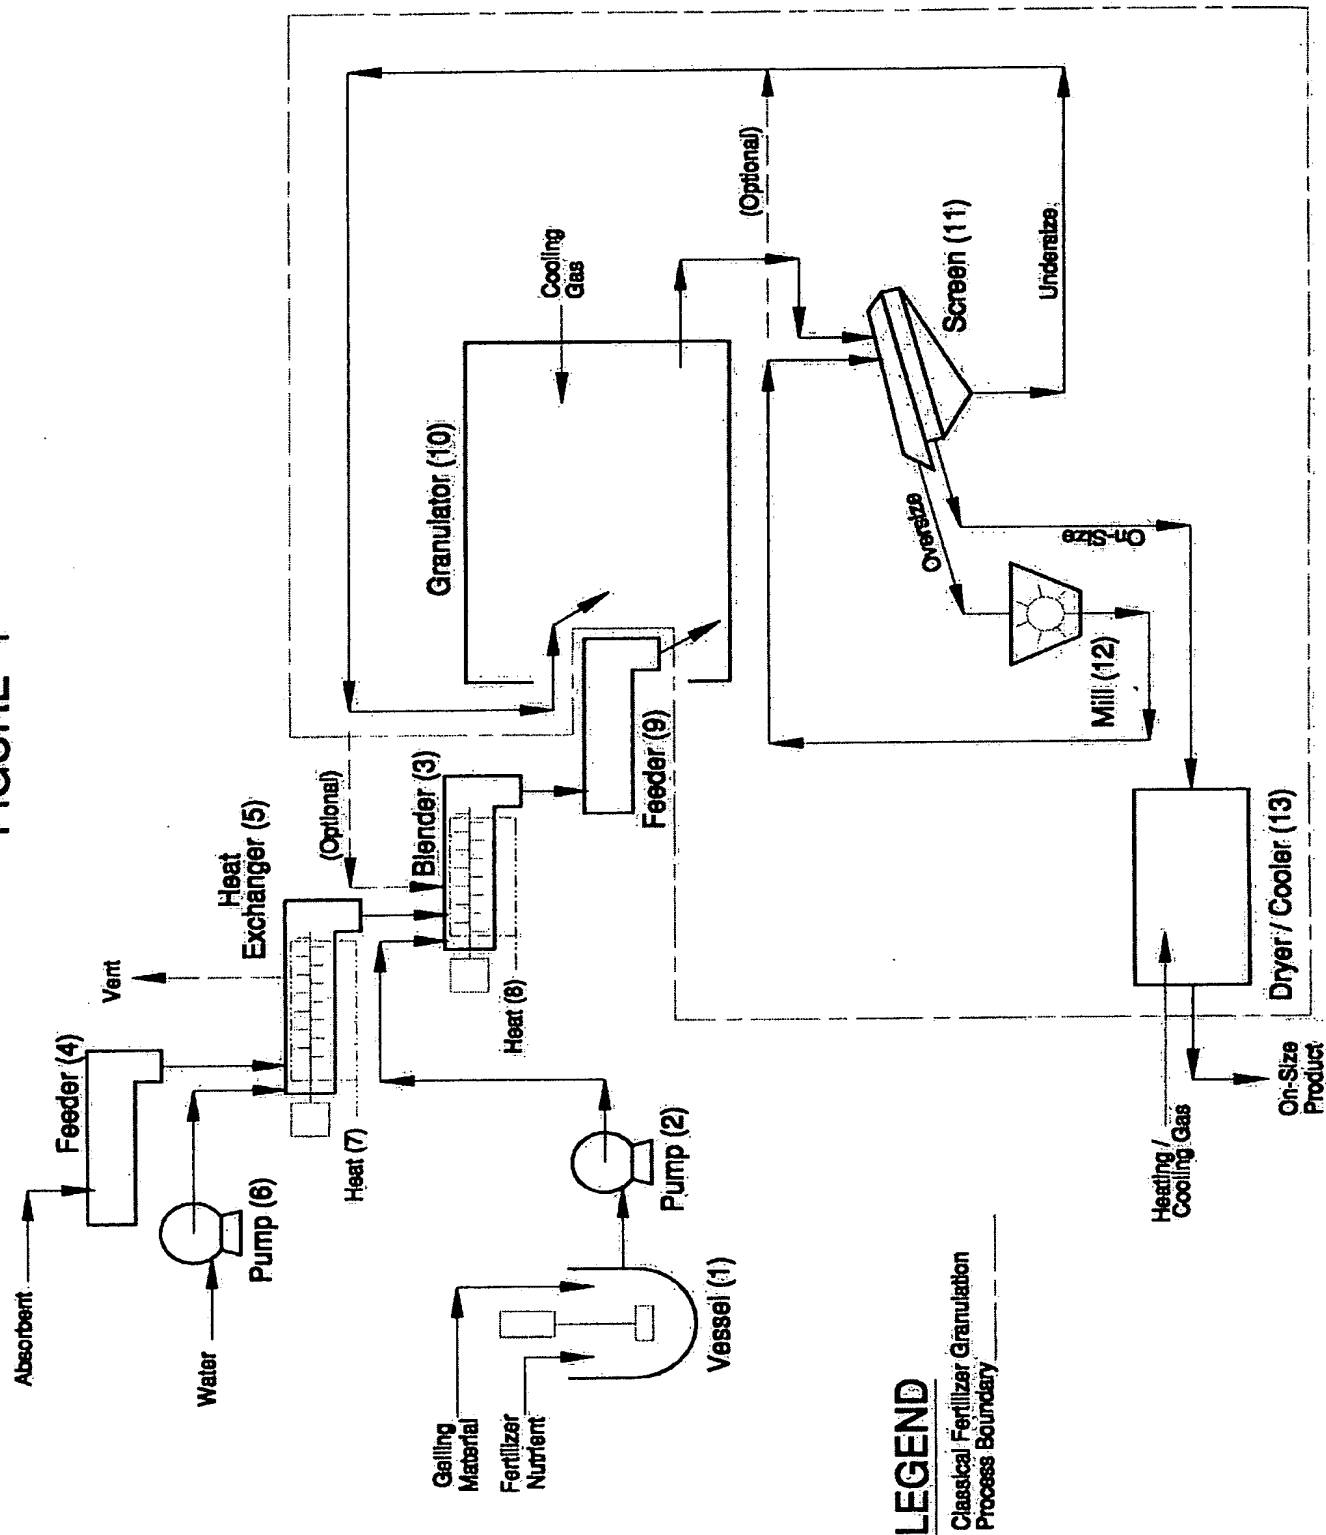 FIGURE 1
Absorbent
Feeder (4)
Water
Pump (6)
Vent
Heat
Exchanger (5)
Heat (7)
(Optional)
Blender (3)
Heat (8)
Gelling
Material
Fertilizer
Nutrient
Vessel (1)
Pump (2)
Feeder (9)
Granulator (10)
Cooling
Gas
(Optional)
Screen (11)
Undersize
Oversize
On-Size
Mill (12)
Dryer / Cooler (13)
Heating /
Cooling Gas
On-Size
Product
LEGEND
Classical Fertilizer Granulation
Process Boundary